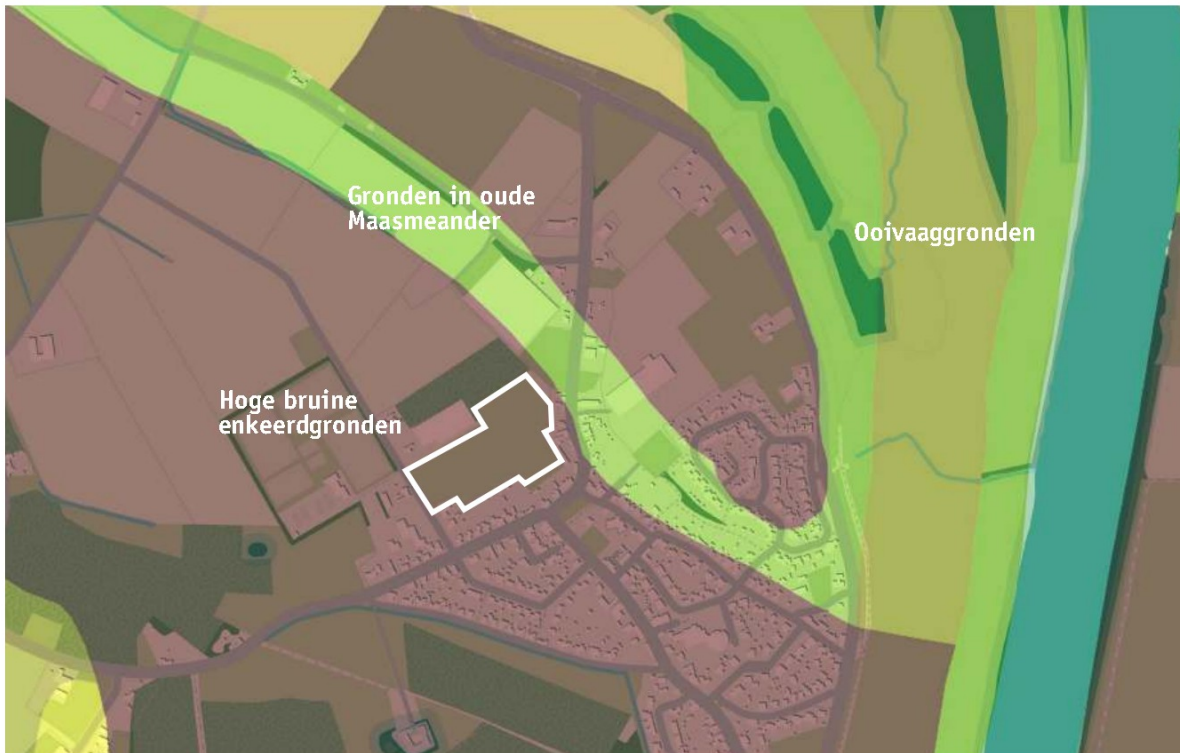 Gronden in oude
Maasmeander
Ooivaaggronden
Hoge bruine
enkeerdgronden